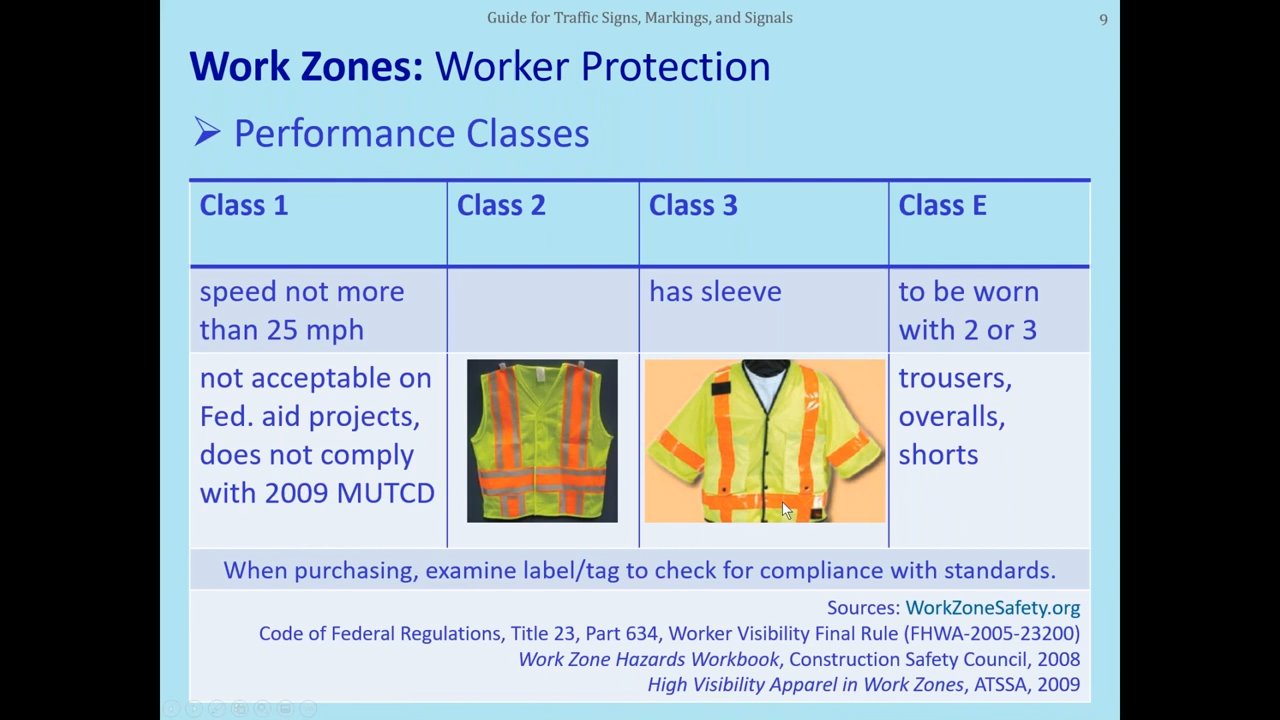 Guide for Traffic Signs, Markings, and Signals
9
Work Zones: Worker Protection
➢ Performance Classes
Class 1
Class 2
Class 3
Class E
speed not more
than 25 mph
has sleeve
to be worn
with 2 or 3
not acceptable on
Fed. aid projects,
does not comply
with 2009 MUTCD
trousers,
overalls,
shorts
When purchasing, examine label/tag to check for compliance with standards.
Sources: WorkZoneSafety.org
Code of Federal Regulations, Title 23, Part 634, Worker Visibility Final Rule (FHWA-2005-23200)
Work Zone Hazards Workbook, Construction Safety Council, 2008
High Visibility Apparel in Work Zones, ATSSA, 2009